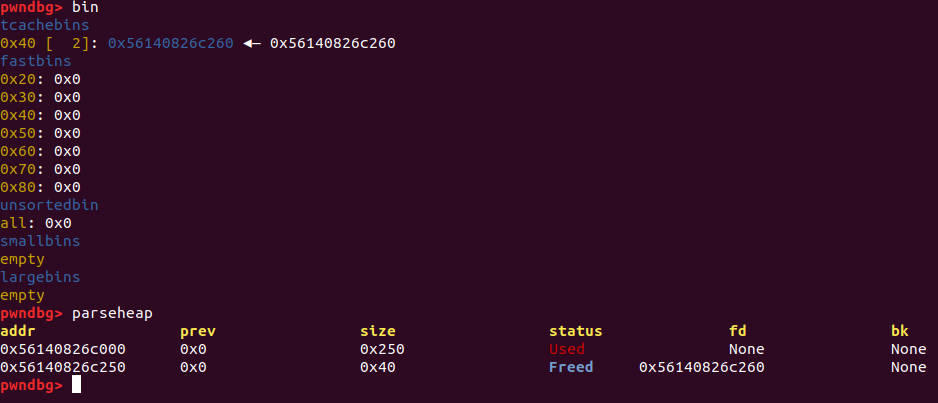 pwndbg> bin
tcachebins
0x40 [  2]: 0x56140826c260 ◂— 0x56140826c260
fastbins
0x20: 0x0
0x30: 0x0
0x40: 0x0
0x50: 0x0
0x60: 0x0
0x70: 0x0
0x80: 0x0
unsortedbin
all: 0x0
smallbins
empty
largebins
empty
pwndbg> parseheap
addr prev size status fd bk
0x56140826c000 0x0 0x250 Used None None
0x56140826c250 0x0 0x40 Freed 0x56140826c260 None
pwndbg>